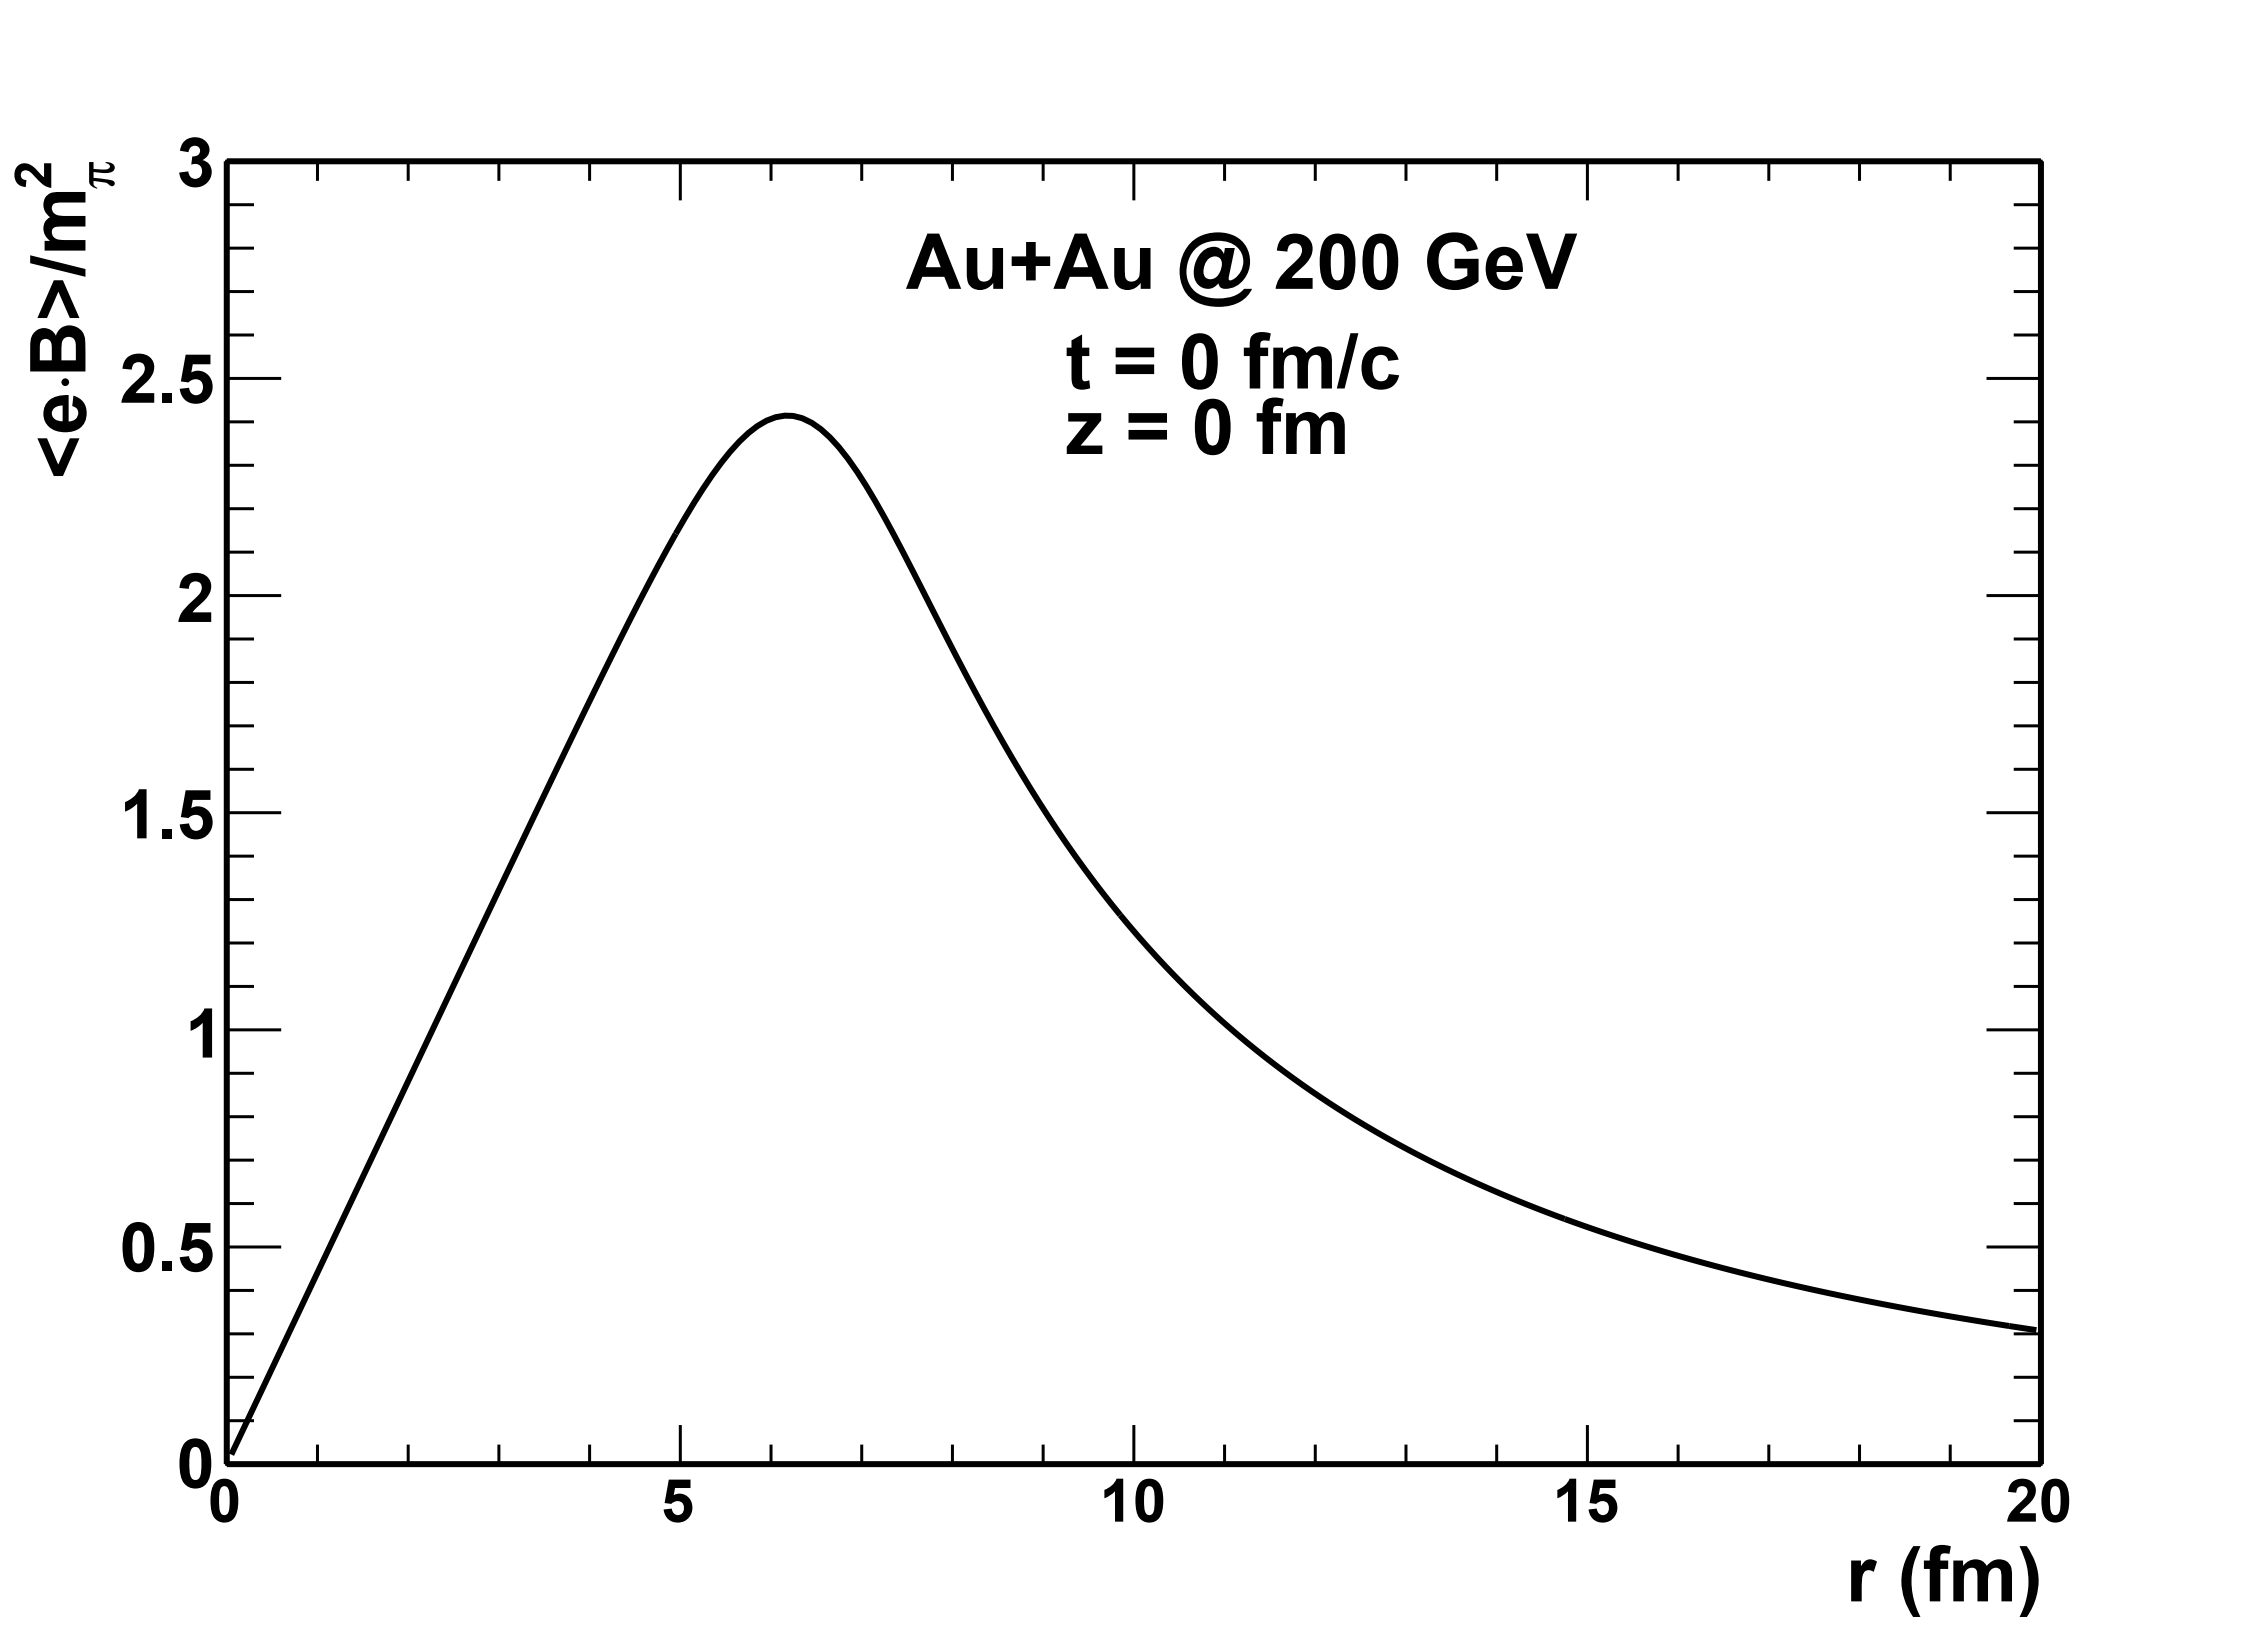 <e·B>/m²π
3
2.5
2
1.5
1
0.5
0
Au+Au @ 200 GeV
t = 0 fm/c
z = 0 fm
0 5 10 15 20
r (fm)